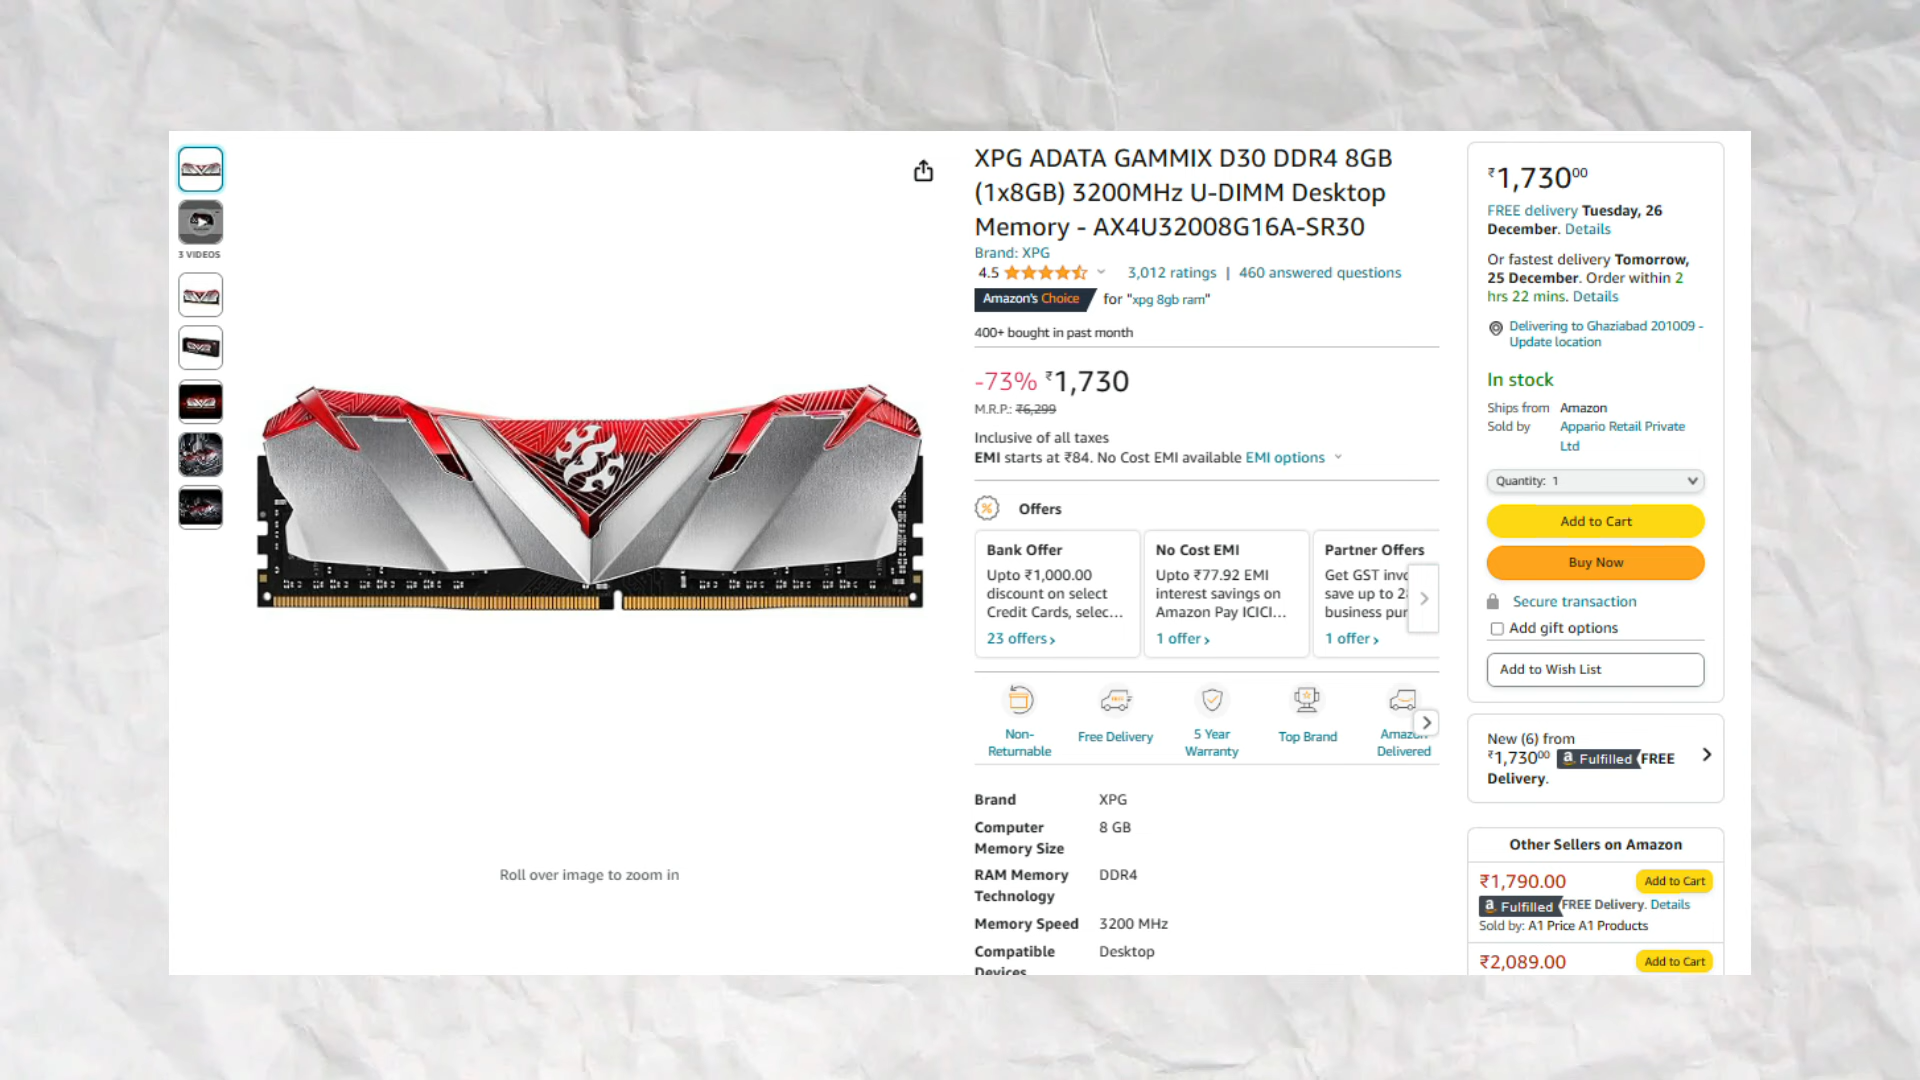 3 VIDEOS
Roll over image to zoom in
XPG ADATA GAMMIX D30 DDR4 8GB
(1x8GB) 3200MHz U-DIMM Desktop
Memory - AX4U32008G16A-SR30
Brand: XPG
4.5 3,012 ratings | 460 answered questions
Amazon's Choice for "xpg 8gb ram"
400+ bought in past month
-73% ₹1,730
M.R.P.: ₹6,299
Inclusive of all taxes
EMI starts at ₹84. No Cost EMI available EMI options
% Offers
Bank Offer
Upto ₹1,000.00
discount on select
Credit Cards, selec...
23 offers›
No Cost EMI
Upto ₹77.92 EMI
interest savings on
Amazon Pay ICICI...
1 offer›
Partner Offers
Get GST invo
save up to 2
business pur
1 offer›
Non-
Returnable
Free Delivery
5 Year
Warranty
Top Brand
Amazon
Delivered
Brand XPG
Computer 8 GB
Memory Size
RAM Memory DDR4
Technology
Memory Speed 3200 MHz
Compatible Desktop
Devices
₹1,730⁰⁰
FREE delivery Tuesday, 26
December. Details
Or fastest delivery Tomorrow,
25 December. Order within 2
hrs 22 mins. Details
Delivering to Ghaziabad 201009 -
Update location
In stock
Ships from Amazon
Sold by Appario Retail Private
Ltd
Quantity: 1
Add to Cart
Buy Now
Secure transaction
Add gift options
Add to Wish List
New (6) from
₹1,730⁰⁰ a Fulfilled FREE
Delivery.
Other Sellers on Amazon
₹1,790.00 Add to Cart
a Fulfilled FREE Delivery. Details
Sold by: A1 Price A1 Products
₹2,089.00 Add to Cart